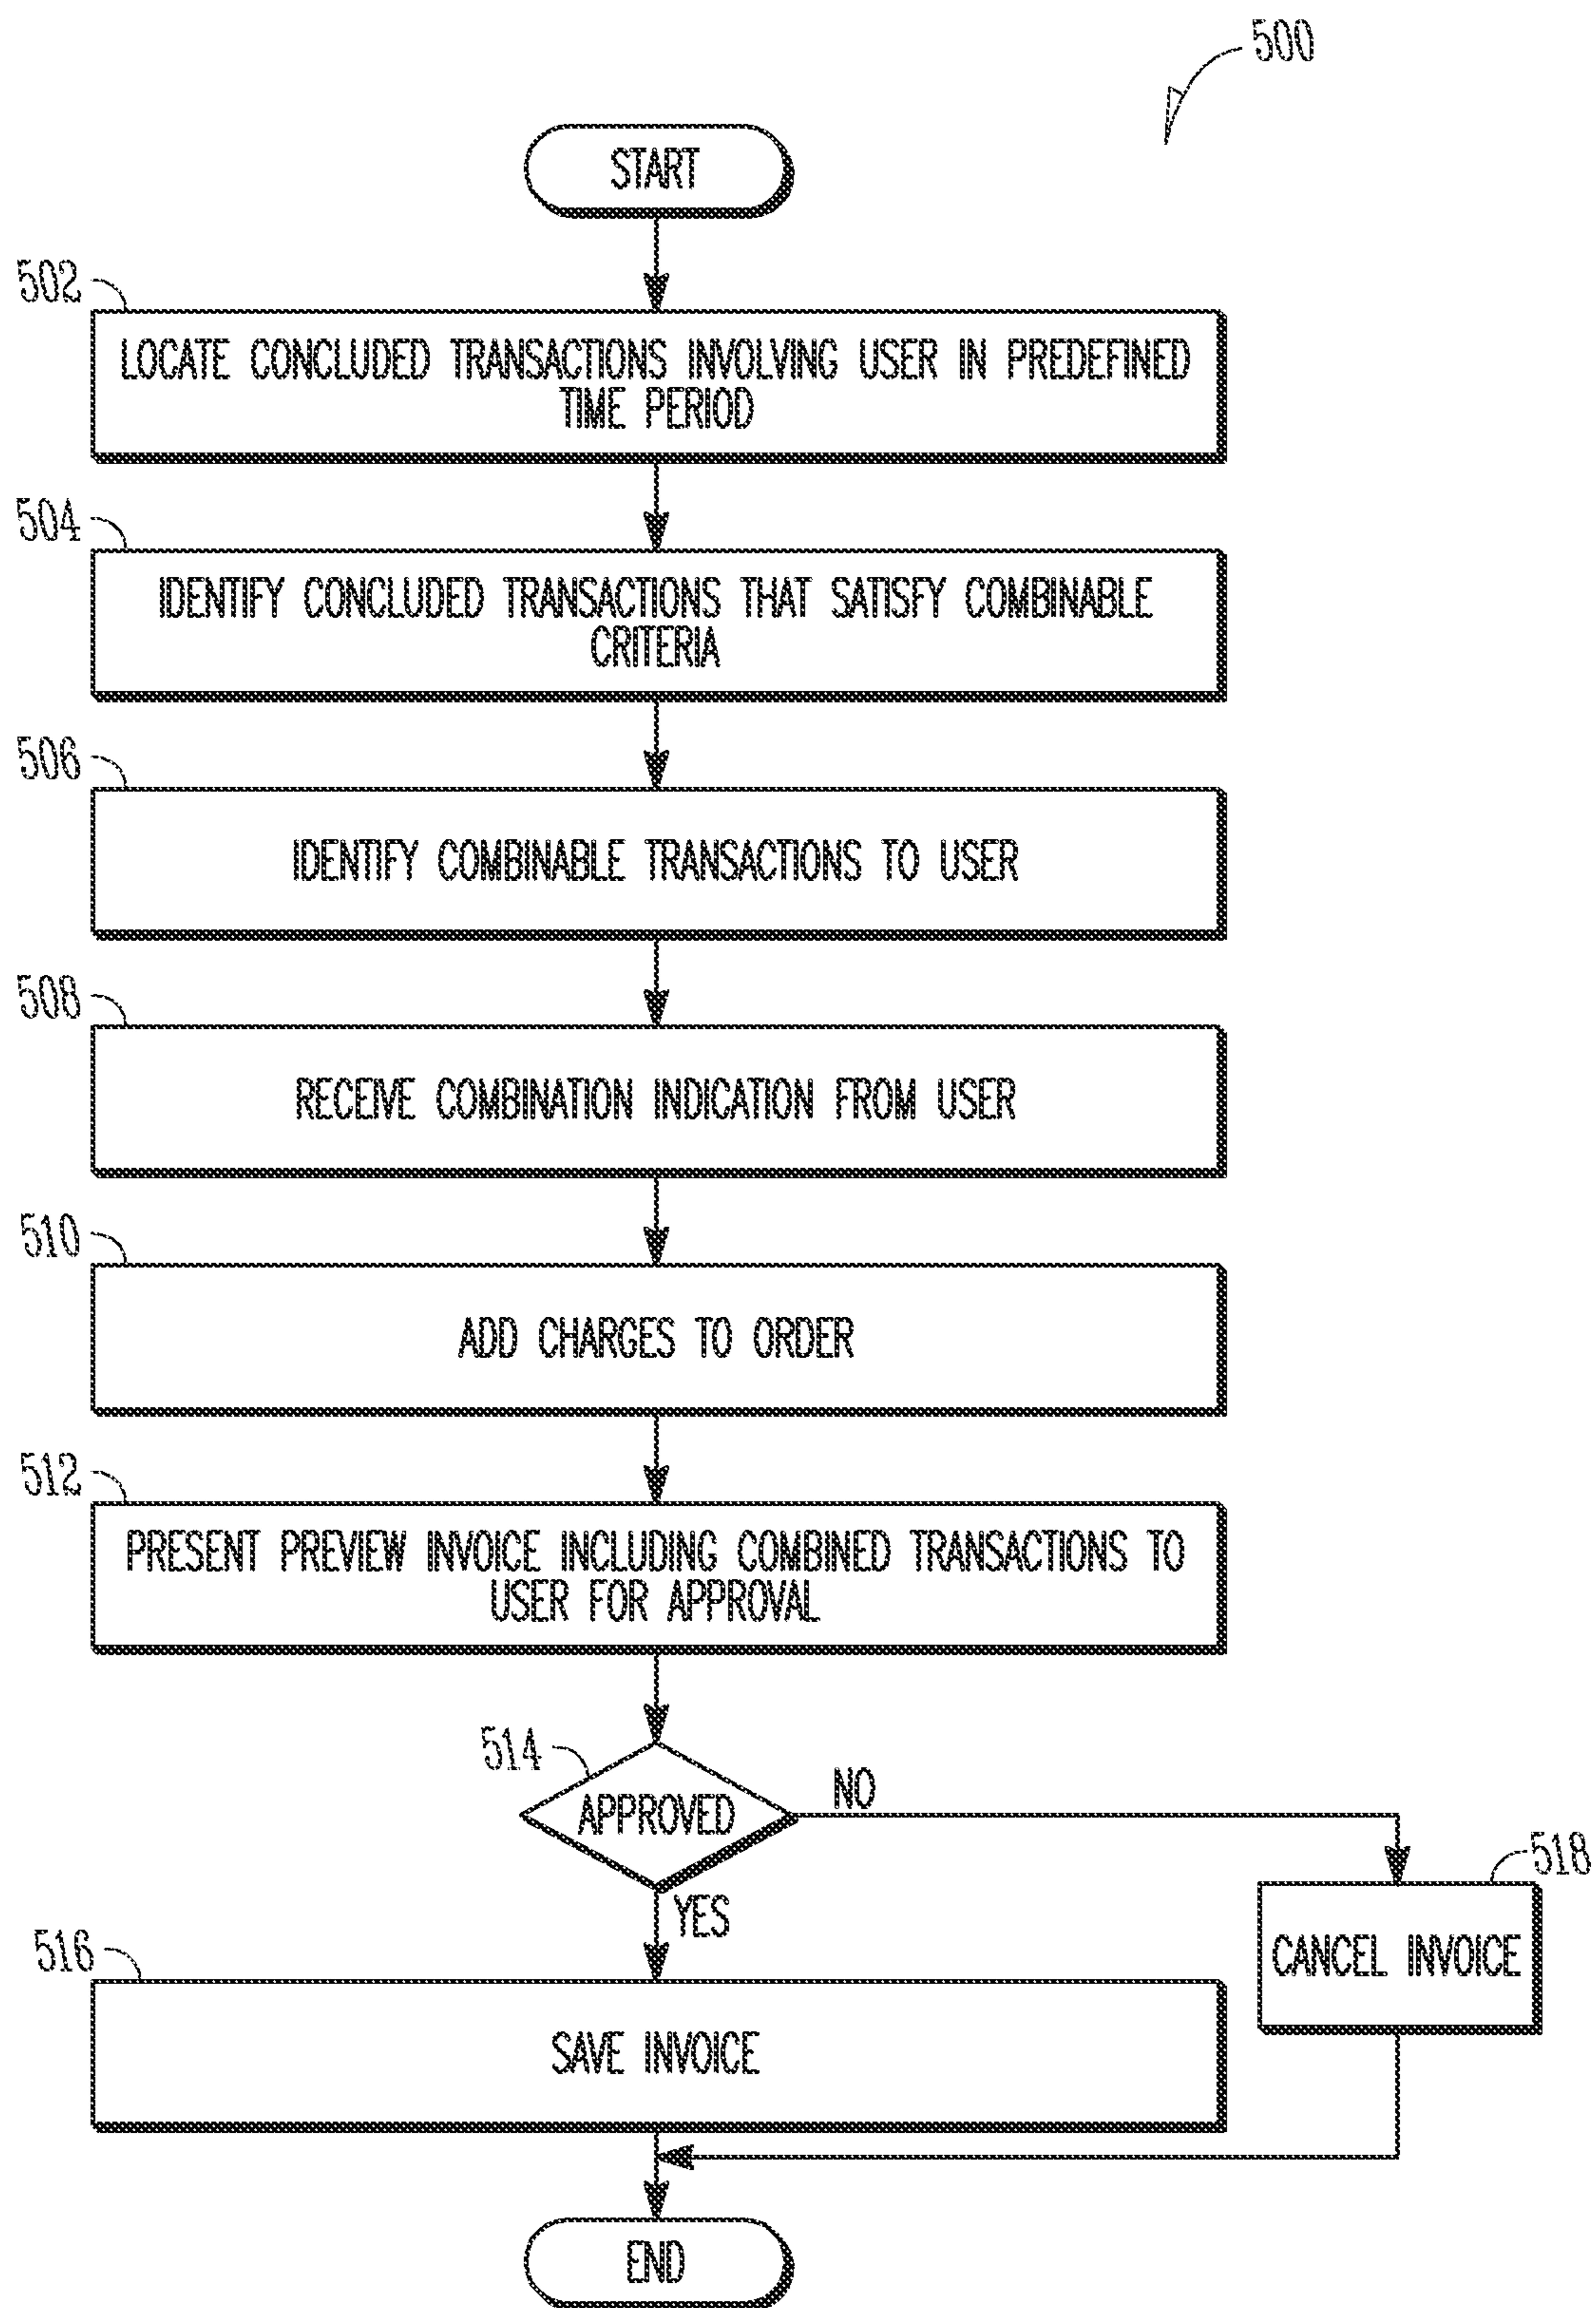 500
START
502
LOCATE CONCLUDED TRANSACTIONS INVOLVING USER IN PREDEFINED
TIME PERIOD
504
IDENTIFY CONCLUDED TRANSACTIONS THAT SATISFY COMBINABLE
CRITERIA
506
IDENTIFY COMBINABLE TRANSACTIONS TO USER
508
RECEIVE COMBINATION INDICATION FROM USER
510
ADD CHARGES TO ORDER
512
PRESENT PREVIEW INVOICE INCLUDING COMBINED TRANSACTIONS TO
USER FOR APPROVAL
514
APPROVED
NO
YES
518
CANCEL INVOICE
516
SAVE INVOICE
END